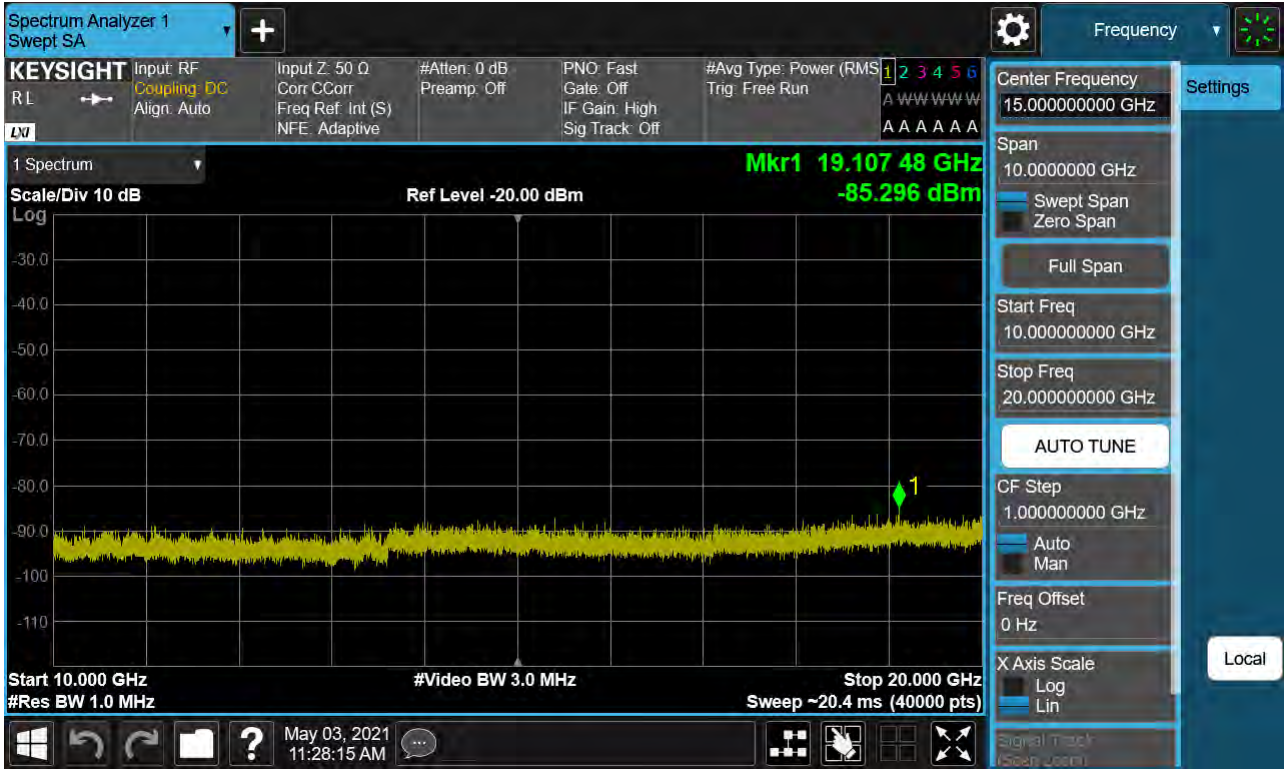 Spectrum Analyzer 1
Swept SA
Frequency
KEYSIGHT
R L
LXI
Input: RF
Coupling: DC
Align: Auto
Input Z: 50 Ω
Corr CCorr
Freq Ref: Int (S)
NFE: Adaptive
#Atten: 0 dB
Preamp: Off
PNO: Fast
Gate: Off
IF Gain: High
Sig Track: Off
#Avg Type: Power (RMS
Trig: Free Run
1 2 3 4 5 6
A W W W W W
A A A A A A
Center Frequency
15.000000000 GHz
Settings
1 Spectrum
Mkr1 19.107 48 GHz
-85.296 dBm
Scale/Div 10 dB
Ref Level -20.00 dBm
Log
-30.0
-40.0
-50.0
-60.0
-70.0
-80.0
-90.0
-100
-110
1
Start 10.000 GHz
#Video BW 3.0 MHz
Stop 20.000 GHz
#Res BW 1.0 MHz
Sweep ~20.4 ms (40000 pts)
Span
10.0000000 GHz
Swept Span
Zero Span
Full Span
Start Freq
10.000000000 GHz
Stop Freq
20.000000000 GHz
AUTO TUNE
CF Step
1.000000000 GHz
Auto
Man
Freq Offset
0 Hz
X Axis Scale
Log
Lin
Signal Track
(Span Zoom)
Local
?
May 03, 2021
11:28:15 AM